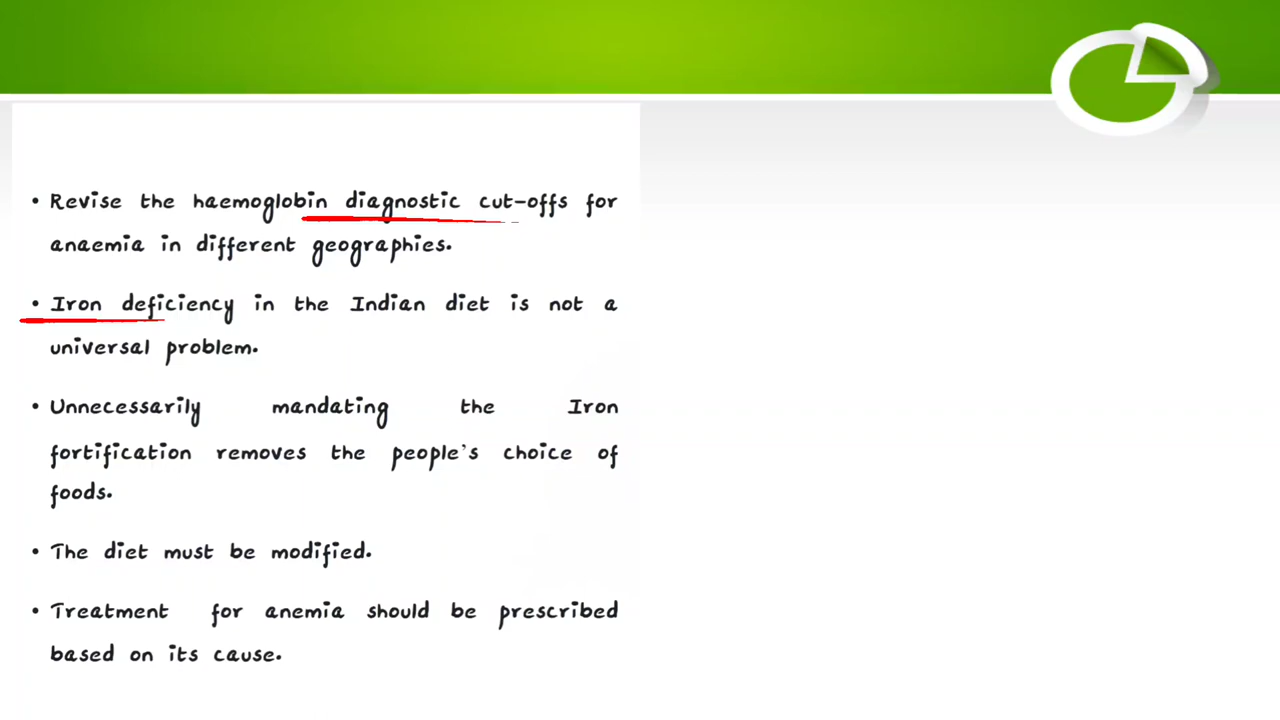 • Revise the haemoglobin diagnostic cut-offs for
anaemia in different geographies.
• Iron deficiency in the Indian diet is not a
universal problem.
• Unnecessarily mandating the Iron
fortification removes the people's choice of
foods.
• The diet must be modified.
• Treatment for anemia should be prescribed
based on its cause.